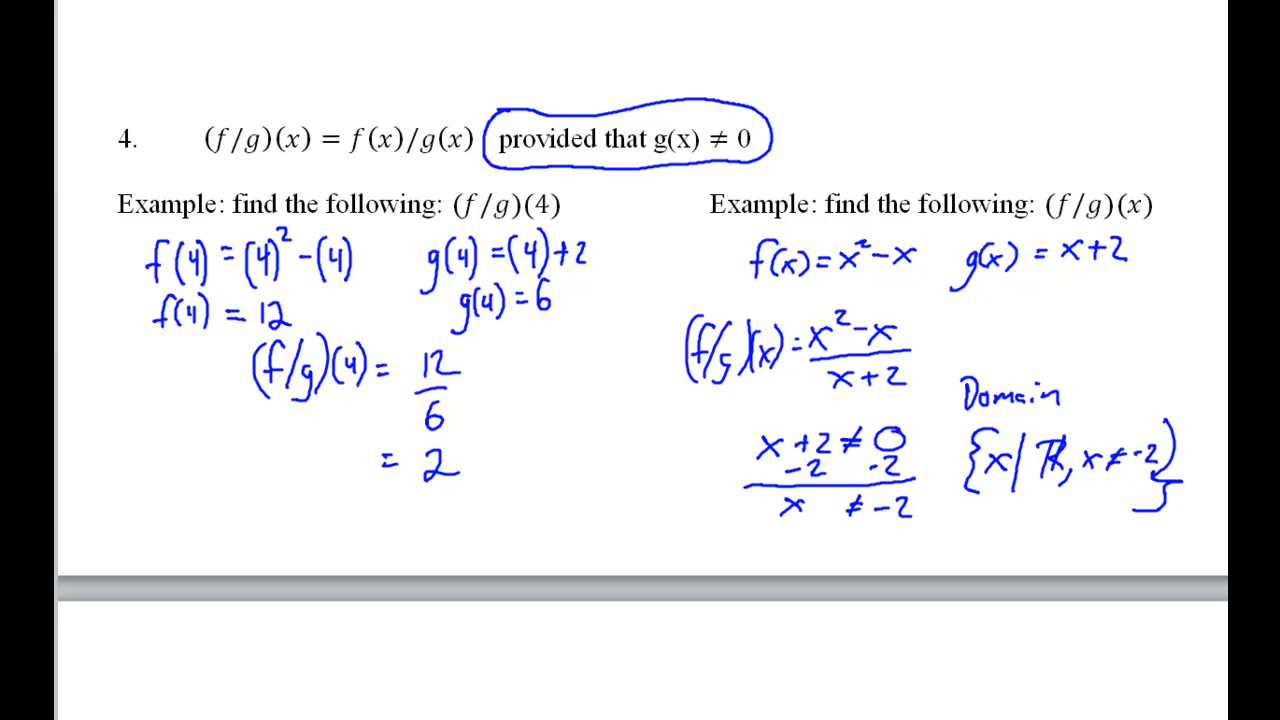 4. (f/g)(x) = f(x)/g(x) provided that g(x) ≠ 0
Example: find the following: (f/g)(4)
f(4) = (4)² - (4)
g(4) = (4) + 2
f(4) = 12
g(4) = 6
(f/g)(4) = 12/6
= 2
Example: find the following: (f/g)(x)
f(x) = x² - x
g(x) = x + 2
(f/g)(x) = x² - x / x + 2
x + 2 ≠ 0
-2 -2
x ≠ -2
Domain
{x | ℝ, x ≠ -2}